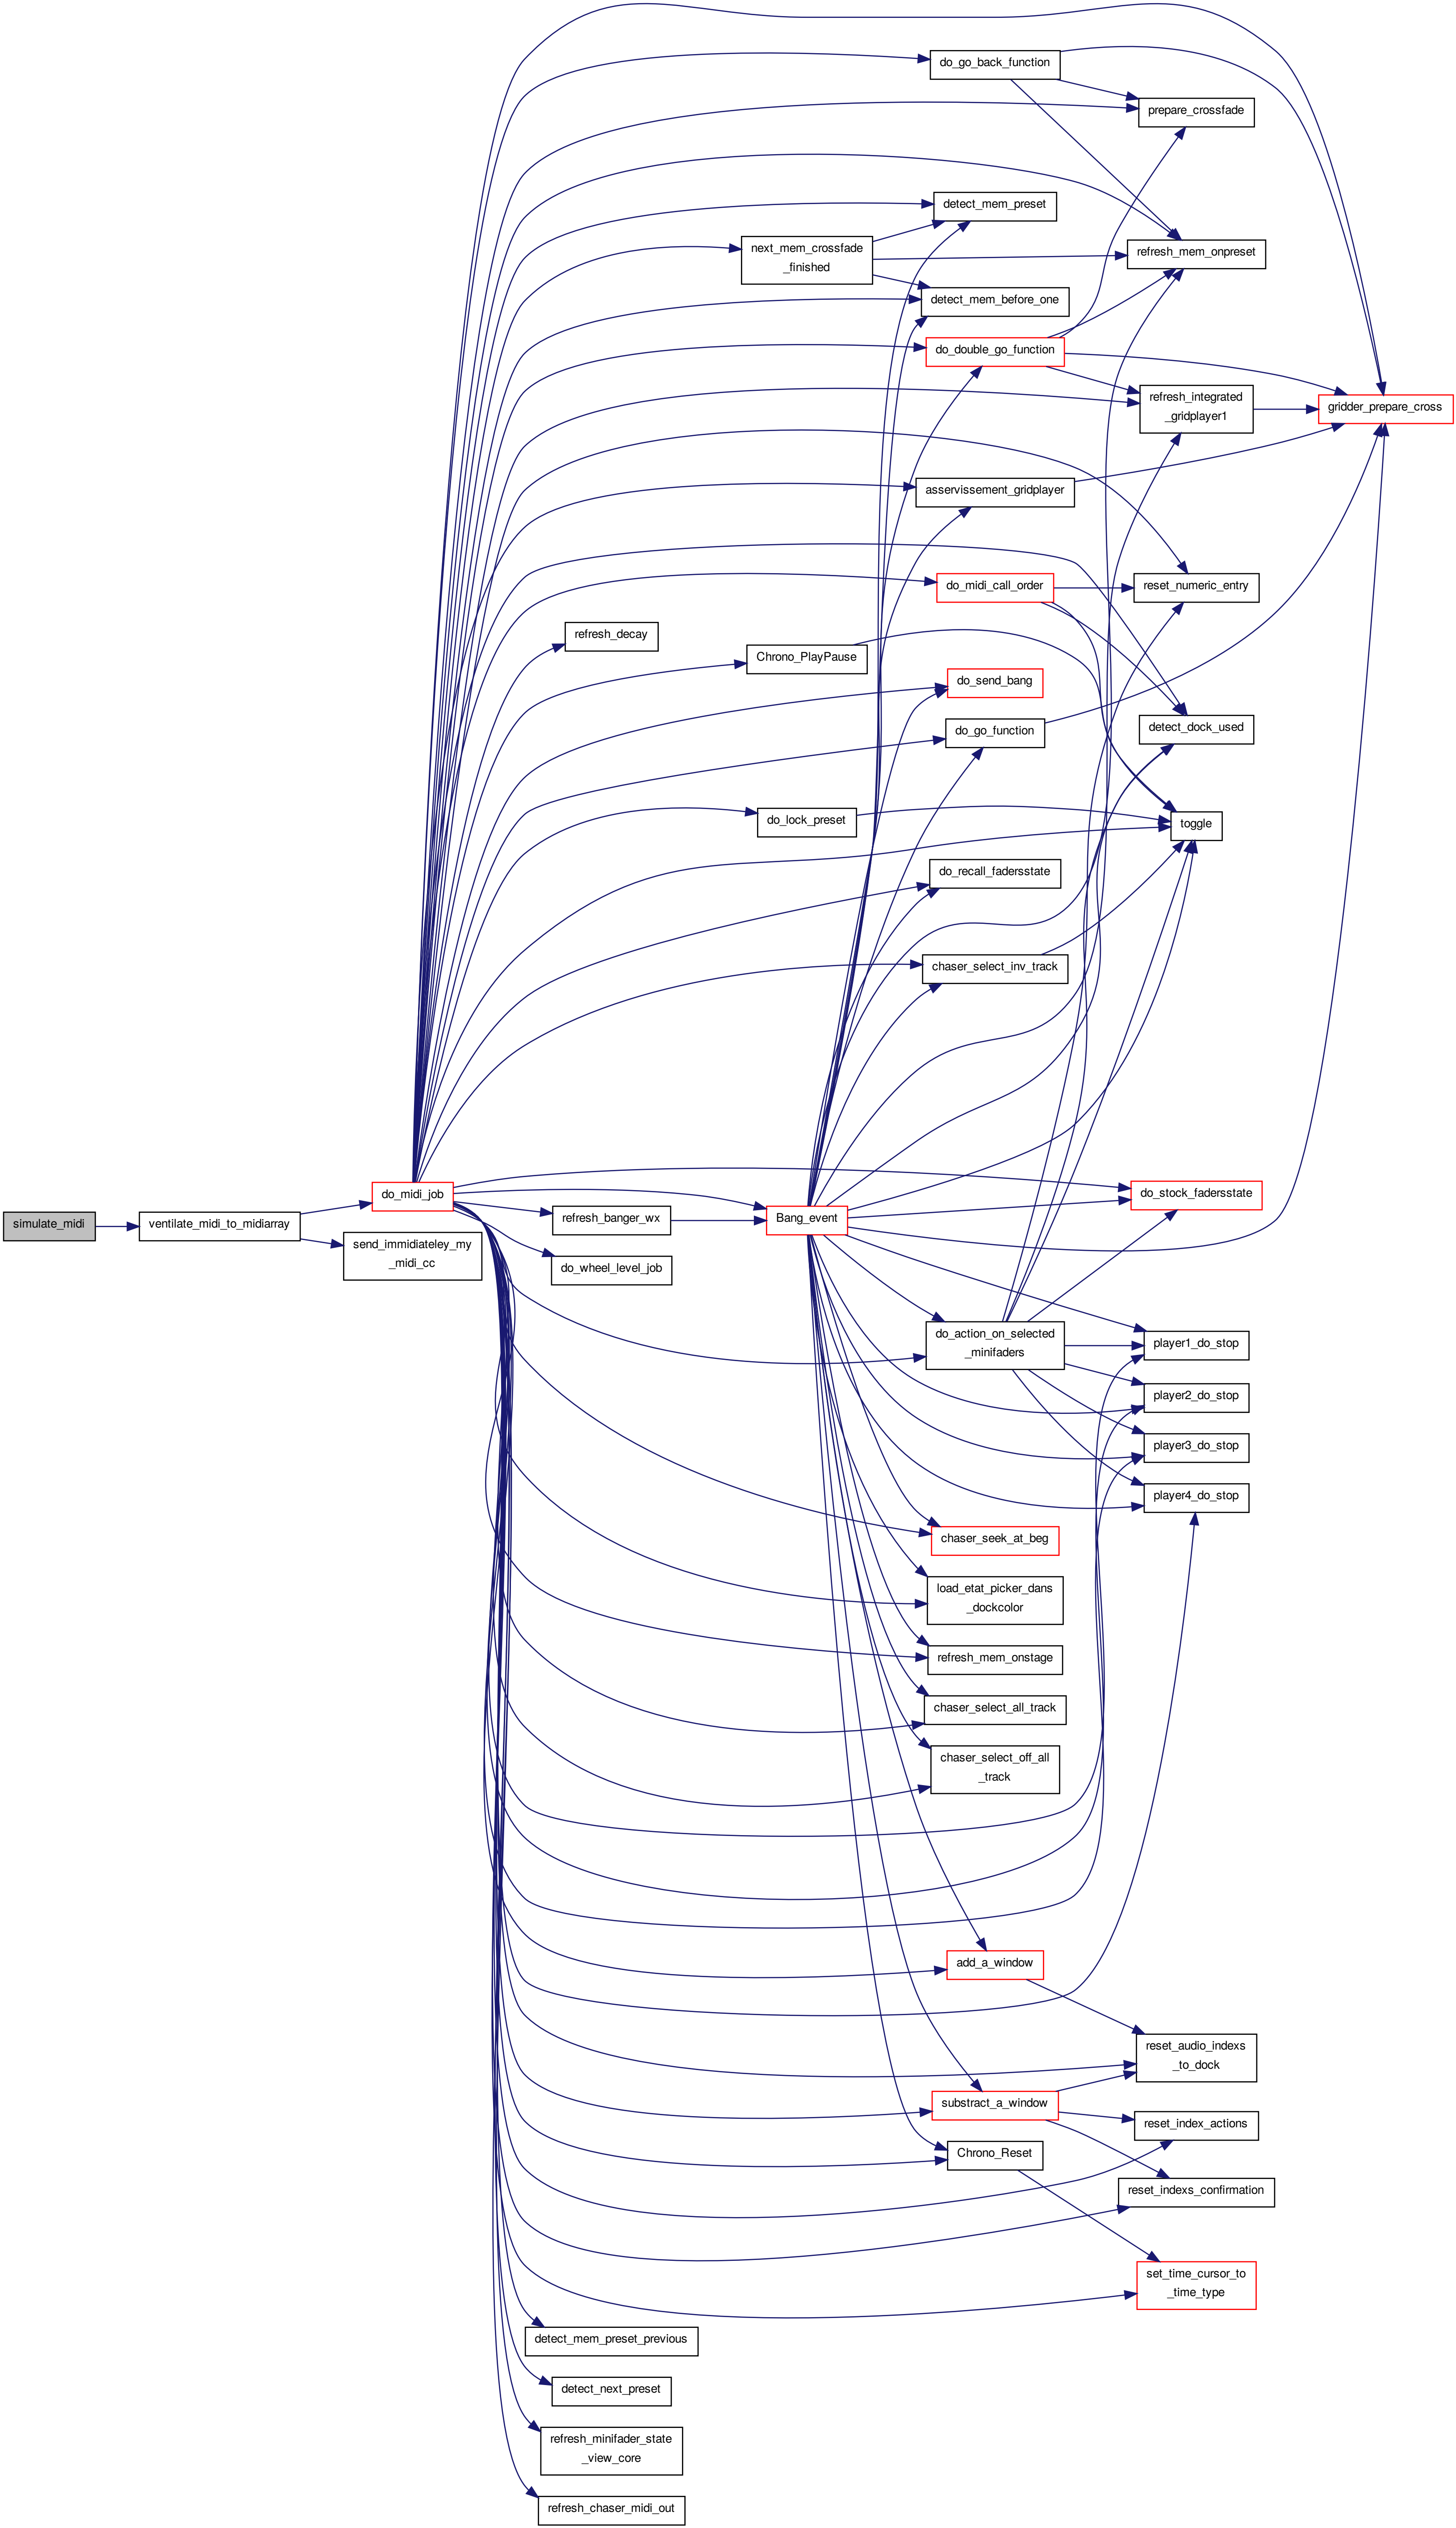 do_go_back_function
prepare_crossfade
detect_mem_preset
next_mem_crossfade
_finished
refresh_mem_onpreset
detect_mem_before_one
do_double_go_function
refresh_integrated
_gridplayer1
gridder_prepare_cross
asservissement_gridplayer
do_midi_call_order
reset_numeric_entry
refresh_decay
Chrono_PlayPause
do_send_bang
do_go_function
detect_dock_used
do_lock_preset
toggle
do_recall_fadersstate
chaser_select_inv_track
do_midi_job
do_stock_fadersstate
simulate_midi
ventilate_midi_to_midiarray
refresh_banger_wx
Bang_event
send_immidiateley_my
_midi_cc
do_wheel_level_job
do_action_on_selected
_minifaders
player1_do_stop
player2_do_stop
player3_do_stop
player4_do_stop
chaser_seek_at_beg
load_etat_picker_dans
_dockcolor
refresh_mem_onstage
chaser_select_all_track
chaser_select_off_all
_track
add_a_window
reset_audio_indexs
_to_dock
substract_a_window
reset_index_actions
Chrono_Reset
reset_indexs_confirmation
set_time_cursor_to
_time_type
detect_mem_preset_previous
detect_next_preset
refresh_minifader_state
_view_core
refresh_chaser_midi_out